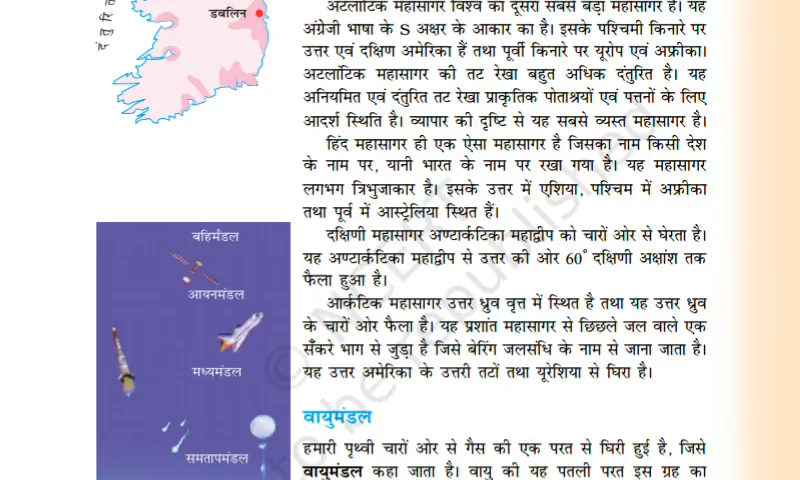 डबलिन
अटलांटिक महासागर विश्व का दूसरा सबसे बड़ा महासागर है। यह
अंग्रेजी भाषा के S अक्षर के आकार का है। इसके पश्चिमी किनारे पर
उत्तर एवं दक्षिण अमेरिका हैं तथा पूर्वी किनारे पर यूरोप एवं अफ्रीका।
अटलांटिक महासागर की तट रेखा बहुत अधिक दंतुरित है। यह
अनियमित एवं दंतुरित तट रेखा प्राकृतिक पोताश्रयों एवं पत्तनों के लिए
आदर्श स्थिति है। व्यापार की दृष्टि से यह सबसे व्यस्त महासागर है।
हिंद महासागर ही एक ऐसा महासागर है जिसका नाम किसी देश
के नाम पर, यानी भारत के नाम पर रखा गया है। यह महासागर
लगभग त्रिभुजाकार है। इसके उत्तर में एशिया, पश्चिम में अफ्रीका
तथा पूर्व में आस्ट्रेलिया स्थित हैं।
दक्षिणी महासागर अण्टार्कटिका महाद्वीप को चारों ओर से घेरता है।
यह अण्टार्कटिका महाद्वीप से उत्तर की ओर 60° दक्षिणी अक्षांश तक
फैला हुआ है।
आर्कटिक महासागर उत्तर ध्रुव वृत्त में स्थित है तथा यह उत्तर ध्रुव
के चारों ओर फैला है। यह प्रशांत महासागर से छिछले जल वाले एक
सँकरे भाग से जुड़ा है जिसे बेरिंग जलसंधि के नाम से जाना जाता है।
यह उत्तर अमेरिका के उत्तरी तटों तथा यूरेशिया से घिरा है।
वायुमंडल
हमारी पृथ्वी चारों ओर से गैस की एक परत से घिरी हुई है, जिसे
वायुमंडल कहा जाता है। वायु की यह पतली परत इस ग्रह का
बहिर्मंडल
आयनमंडल
मध्यमंडल
समतापमंडल
© NCERT
to be republished